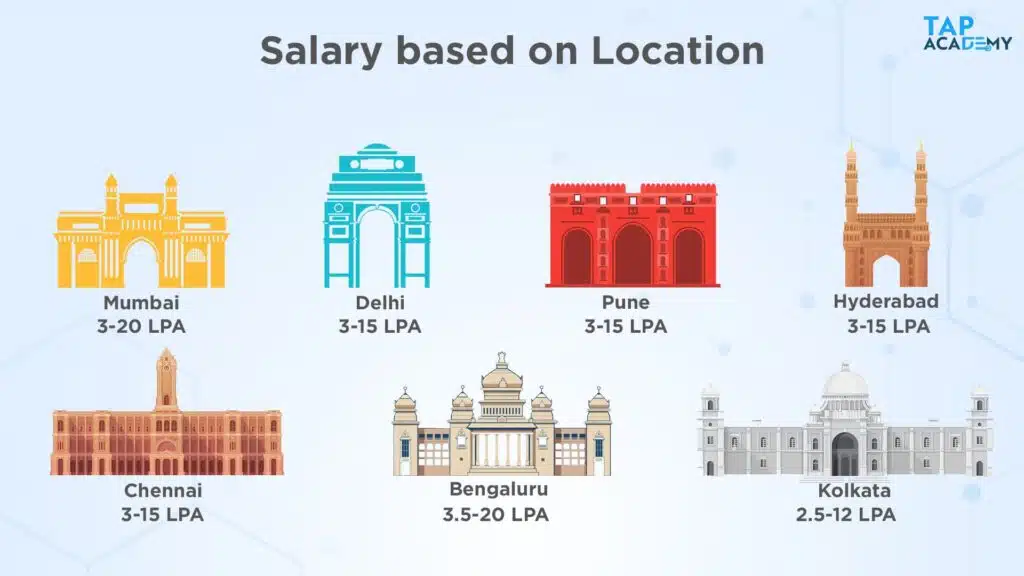 Salary based on Location
TAP
ACADEMY
Mumbai
3-20 LPA
Delhi
3-15 LPA
Pune
3-15 LPA
Hyderabad
3-15 LPA
Chennai
3-15 LPA
Bengaluru
3.5-20 LPA
Kolkata
2.5-12 LPA